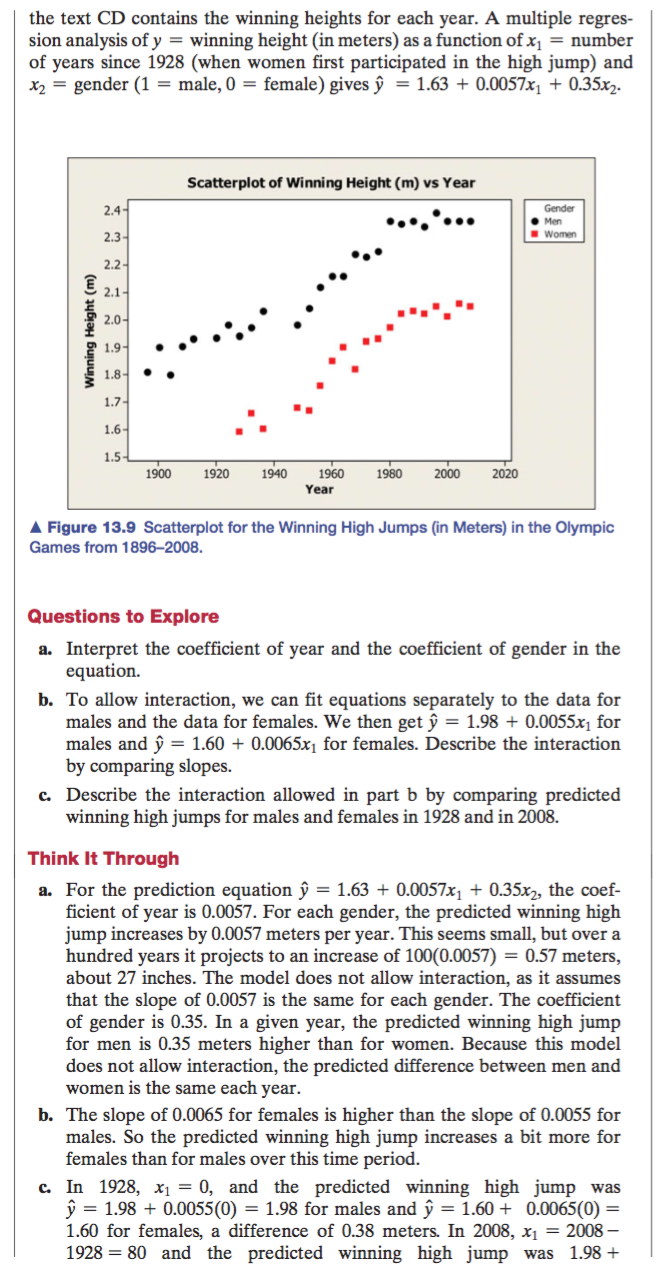 the text CD contains the winning heights for each year. A multiple regres-
sion analysis of y = winning height (in meters) as a function of x₁ = number
of years since 1928 (when women first participated in the high jump) and
x₂ = gender (1 = male, 0 = female) gives ŷ = 1.63 + 0.0057x₁ + 0.35x₂.
Scatterplot of Winning Height (m) vs Year
Gender
Men
Women
Winning Height (m)
2.4
2.3
2.2
2.1
2.0
1.9
1.8
1.7
1.6
1.5
1900 1920 1940 1960 1980 2000 2020
Year
▲ Figure 13.9 Scatterplot for the Winning High Jumps (in Meters) in the Olympic
Games from 1896–2008.
Questions to Explore
a. Interpret the coefficient of year and the coefficient of gender in the
equation.
b. To allow interaction, we can fit equations separately to the data for
males and the data for females. We then get ŷ = 1.98 + 0.0055x₁ for
males and ŷ = 1.60 + 0.0065x₁ for females. Describe the interaction
by comparing slopes.
c. Describe the interaction allowed in part b by comparing predicted
winning high jumps for males and females in 1928 and in 2008.
Think It Through
a. For the prediction equation ŷ = 1.63 + 0.0057x₁ + 0.35x₂, the coef-
ficient of year is 0.0057. For each gender, the predicted winning high
jump increases by 0.0057 meters per year. This seems small, but over a
hundred years it projects to an increase of 100(0.0057) = 0.57 meters,
about 27 inches. The model does not allow interaction, as it assumes
that the slope of 0.0057 is the same for each gender. The coefficient
of gender is 0.35. In a given year, the predicted winning high jump
for men is 0.35 meters higher than for women. Because this model
does not allow interaction, the predicted difference between men and
women is the same each year.
b. The slope of 0.0065 for females is higher than the slope of 0.0055 for
males. So the predicted winning high jump increases a bit more for
females than for males over this time period.
c. In 1928, x₁ = 0, and the predicted winning high jump was
ŷ = 1.98 + 0.0055(0) = 1.98 for males and ŷ = 1.60 + 0.0065(0) =
1.60 for females, a difference of 0.38 meters. In 2008, x₁ = 2008 −
1928 = 80 and the predicted winning high jump was 1.98 +